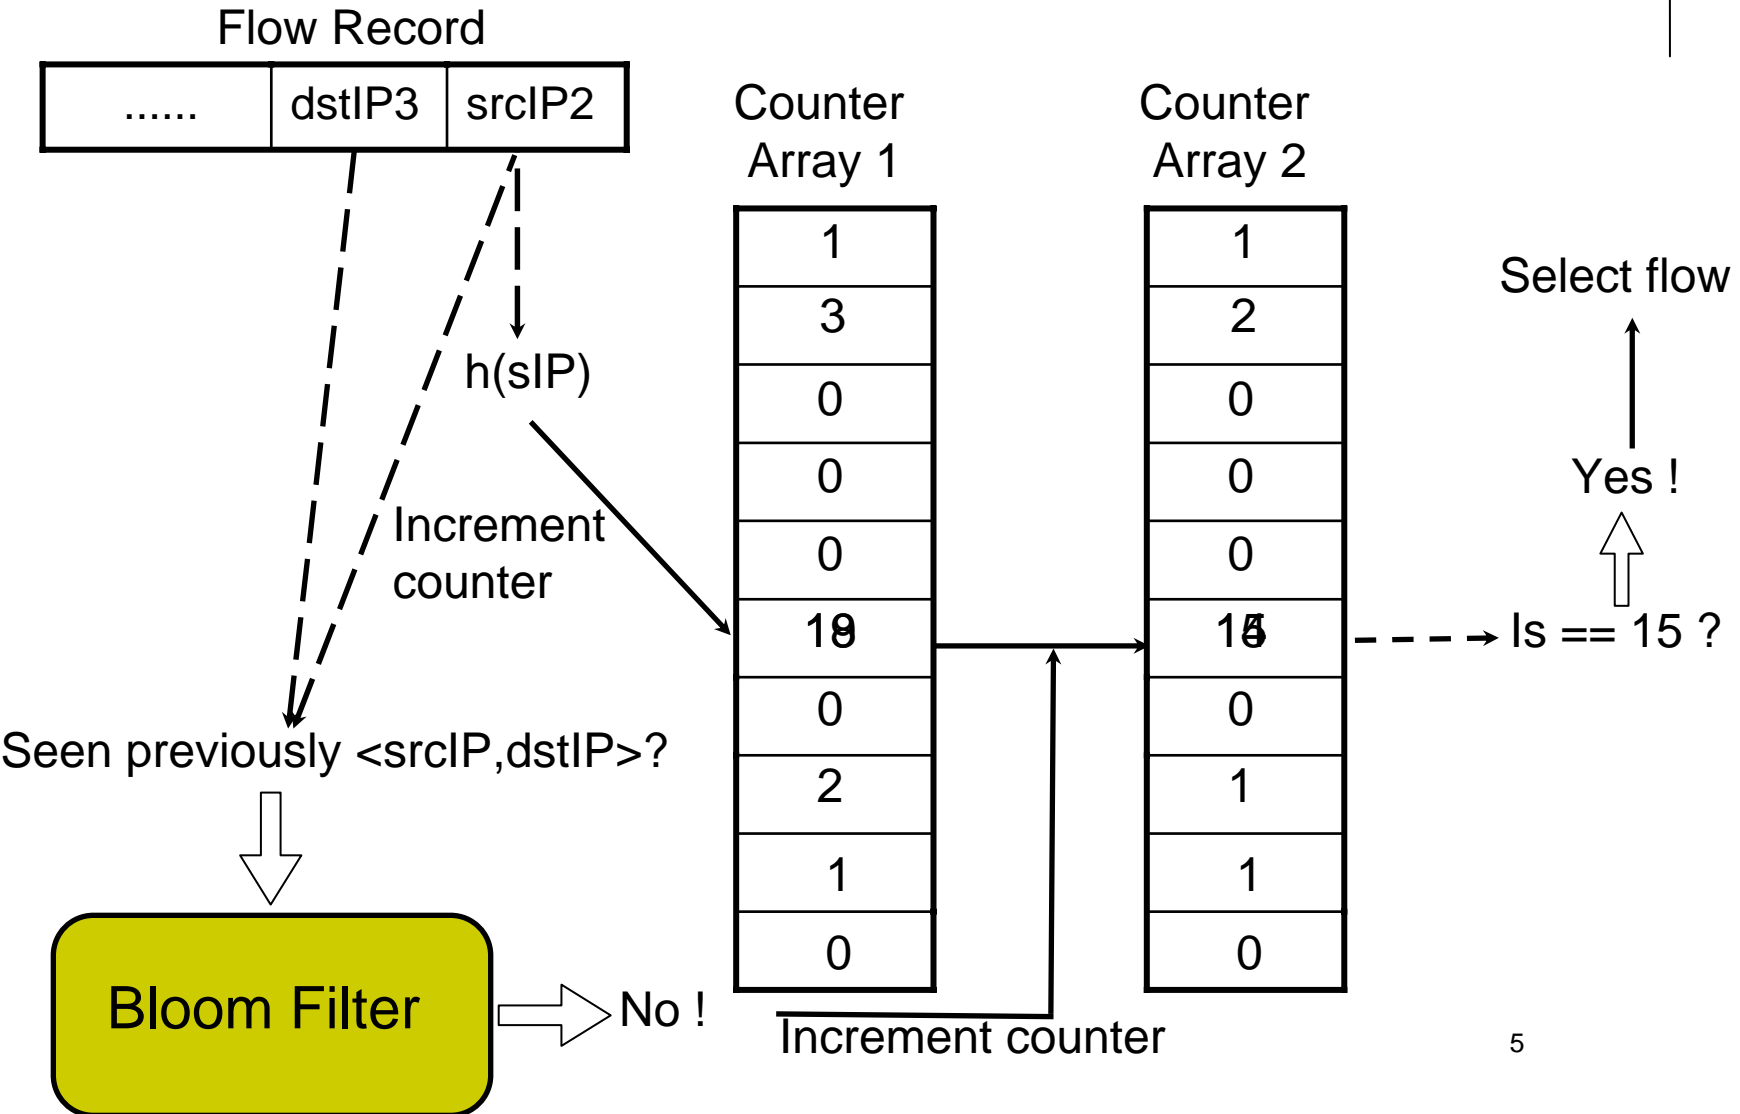 Flow Record
...... dstIP3 srcIP2
Counter
Array 1
Counter
Array 2
1
3
0
0
0
0
2
1
0
1
2
0
0
0
0
1
1
0
h(sIP)
Increment
counter
Seen previously <srcIP,dstIP>?
Bloom Filter
No !
Increment counter
Is == 15 ?
Yes !
Select flow
5